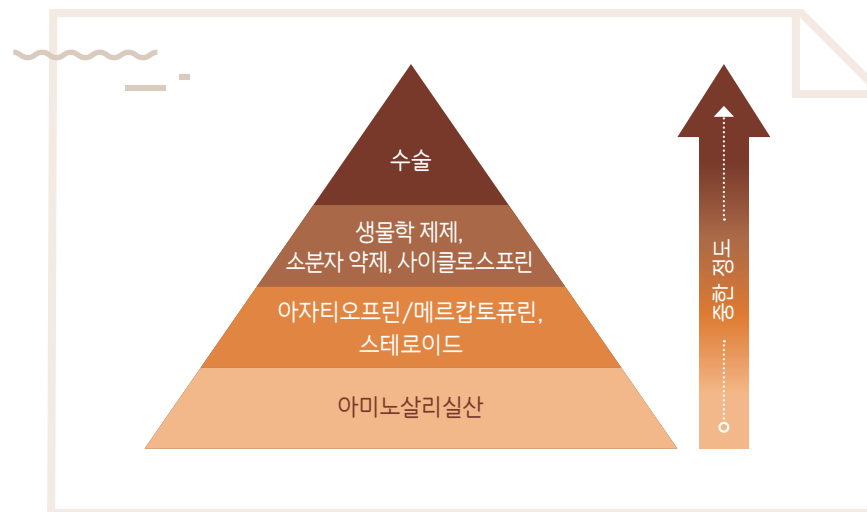 수술
생물학 제제,
소분자 약제, 사이클로스포린
아자티오프린/메르캅토퓨린,
스테로이드
아미노살리실산
중한 정도